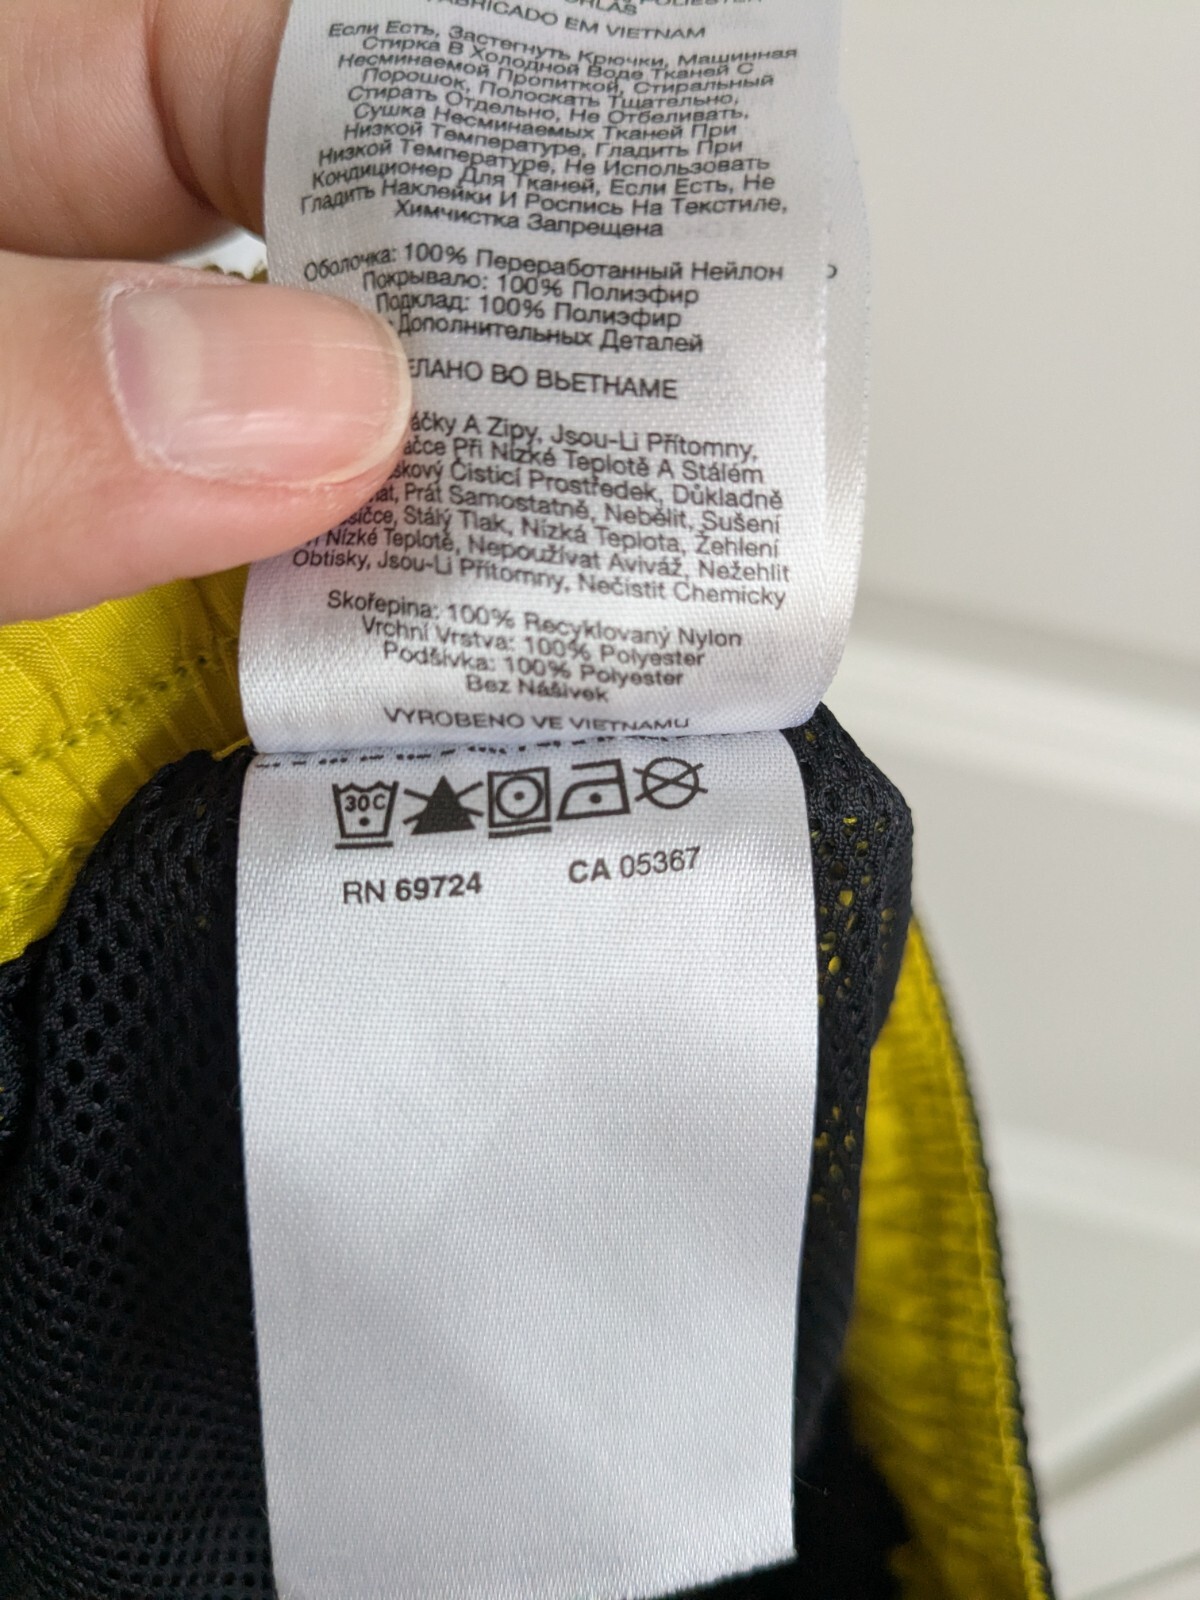 FABRICADO EM VIETNAM
Если Есть, Застегнуть Крючки, Машинная
Стирка В Холодной Воде Тканей С
Несминаемой Пропиткой, Стиральный
Порошок, Полоскать Тщательно,
Стирать Отдельно, Не Отбеливать,
Сушка Несминаемых Тканей При
Низкой Температуре, Гладить При
Низкой Температуре, Не Использовать
Кондиционер Для Тканей, Если Есть, Не
Гладить Наклейки И Роспись На Текстиле,
Химчистка Запрещена
Оболочка: 100% Переработанный Нейлон
Покрывало: 100% Полиэфир
Подклад: 100% Полиэфир
Дополнительных Деталей
ЕЛАНО ВО ВЬЕТНАМЕ
áčky A Zipy, Jsou-Li Přítomny,
ačce Při Nízké Teplotě A Stálém
škový Čisticí Prostředek, Důkladně
at, Prát Samostatně, Nebělit, Sušení
sičce, Stálý Tlak, Nízká Teplota, Žehlení
i Nízké Teplotě, Nepoužívat Aviváž, Nežehlit
Obtisky, Jsou-Li Přítomny, Nečistit Chemicky
Skořepina: 100% Recyklovaný Nylon
Vrchní Vrstva: 100% Polyester
Podšívka: 100% Polyester
Bez Nášivek
VYROBENO VE VIETNAMU
30C
RN 69724 CA 05367